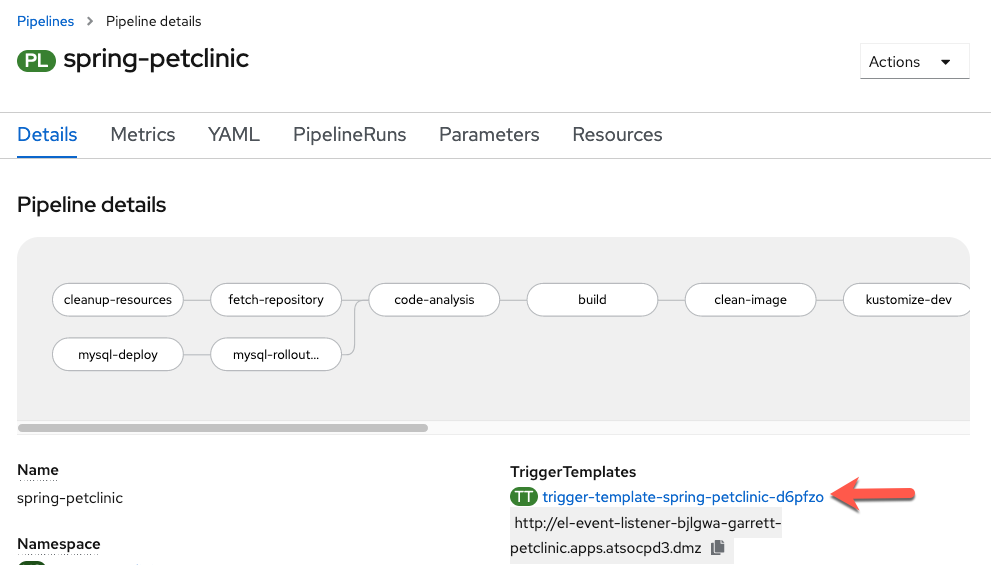 Pipelines > Pipeline details
PL spring-petclinic
Actions
Details Metrics YAML PipelineRuns Parameters Resources
Pipeline details
cleanup-resources fetch-repository code-analysis build clean-image kustomize-dev
mysql-deploy mysql-rollout...
Name
spring-petclinic
Namespace
TriggerTemplates
TT trigger-template-spring-petclinic-d6pfzo
http://el-event-listener-bjlgwa-garrett-
petclinic.apps.atsocpd3.dmz